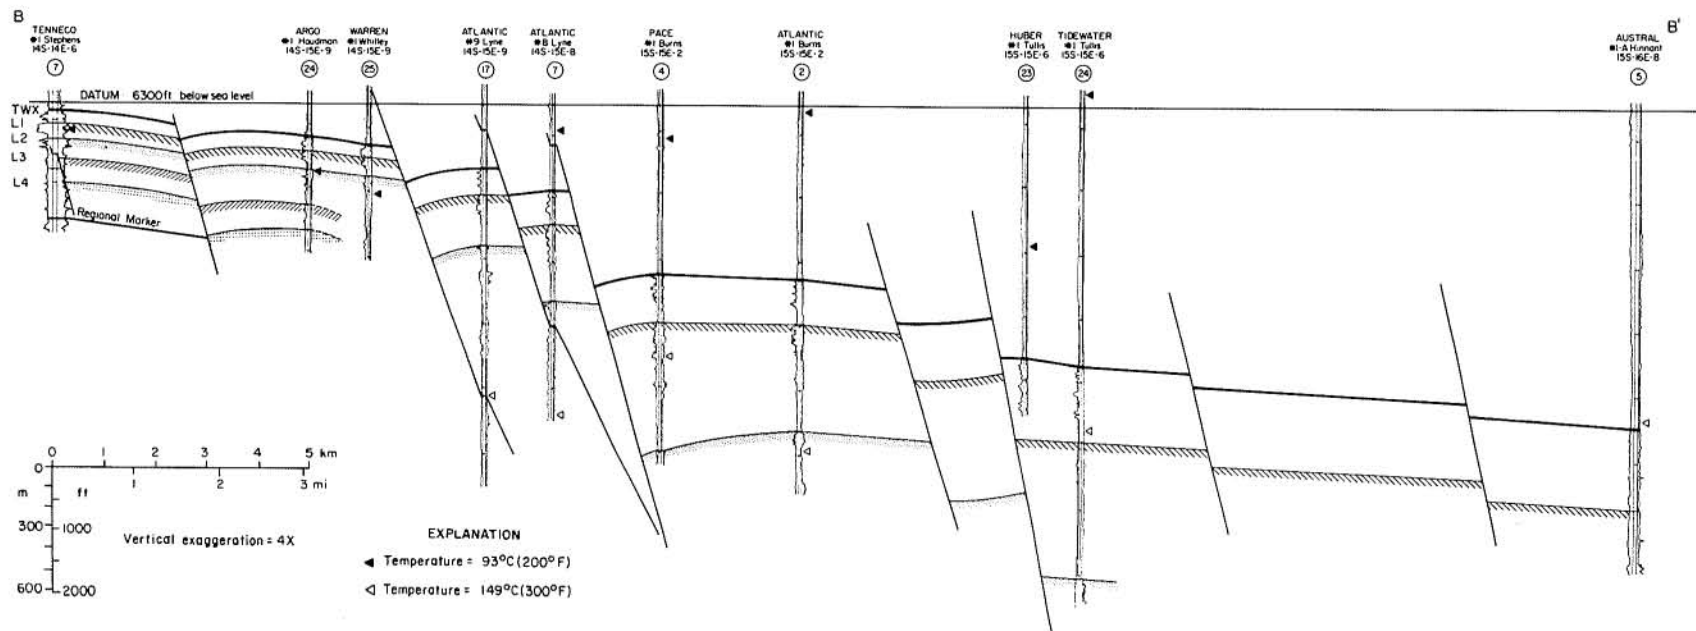 B
B'
TENNECO
#1 Stephens
14S-14E-6
7
ARGO
#1 Houdman
14S-15E-9
24
WARREN
#1 Whilley
14S-15E-9
25
ATLANTIC
#9 Lyne
14S-15E-9
17
ATLANTIC
#8 Lyne
14S-15E-8
7
PACE
#1 Burns
15S-15E-2
4
ATLANTIC
#1 Burns
15S-15E-2
2
HUBER
#1 Tullis
15S-15E-6
23
TIDEWATER
#1 Tullis
15S-15E-6
24
AUSTRAL
#1-A Hinnant
15S-16E-8
5
DATUM 6300ft below sea level
TWX
L1
L2
L3
L4
Regional Marker
0 1 2 3 4 5 km
1 2 3 mi
0
m ft
300 1000
600 2000
Vertical exaggeration = 4X
EXPLANATION
Temperature = 93°C (200°F)
Temperature = 149°C (300°F)